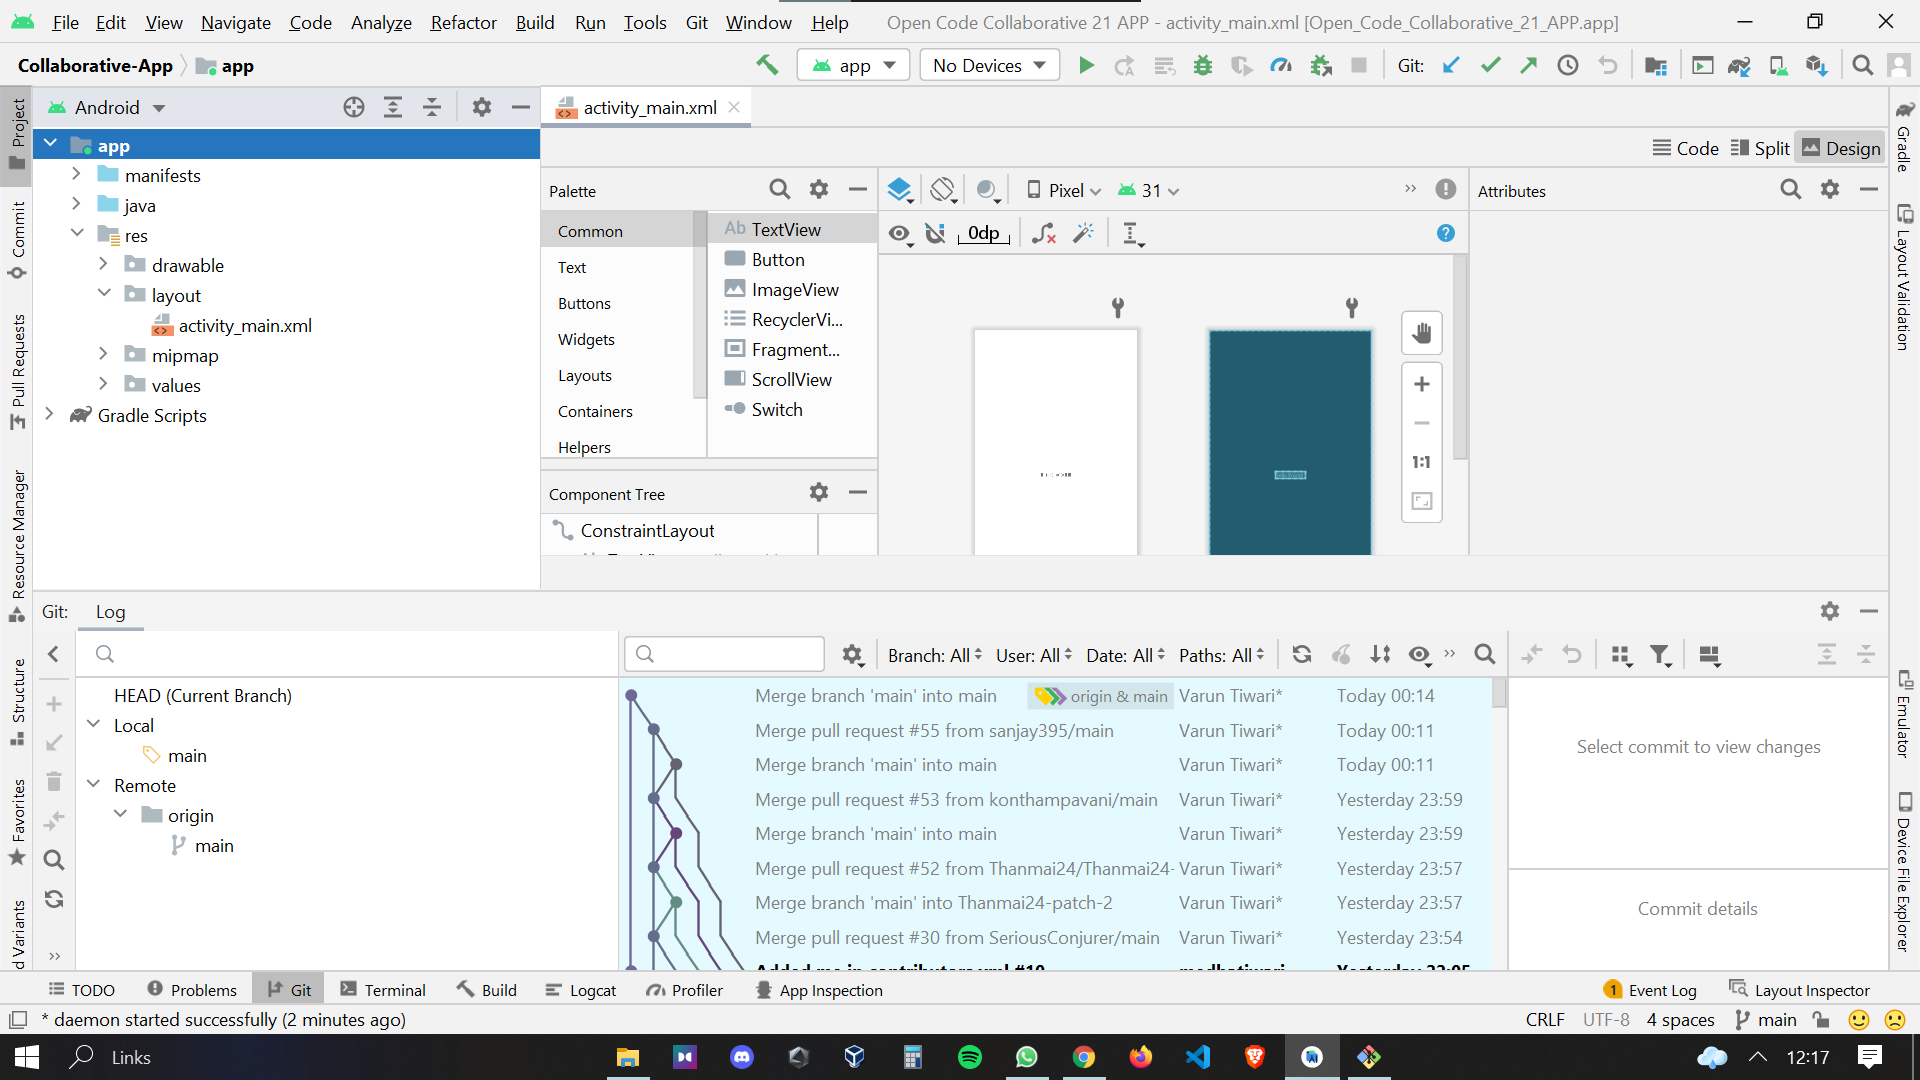 File Edit View Navigate Code Analyze Refactor Build Run Tools Git Window Help Open Code Collaborative 21 APP - activity_main.xml [Open_Code_Collaborative_21_APP.app]
Collaborative-App app app No Devices Git:
Project
Commit
Pull Requests
Resource Manager
Structure
Favorites
d Variants
Android
app
manifests
java
res
drawable
layout
activity_main.xml
mipmap
values
Gradle Scripts
activity_main.xml
Code Split Design
Palette
Common
Text
Buttons
Widgets
Layouts
Containers
Helpers
Ab TextView
Button
ImageView
RecyclerVi...
Fragment...
ScrollView
Switch
Component Tree
ConstraintLayout
Pixel 31
0dp
1:1
Attributes
Gradle
Layout Validation
Emulator
Device File Explorer
Git: Log
HEAD (Current Branch)
Local
main
Remote
origin
main
Branch: All User: All Date: All Paths: All
Merge branch 'main' into main origin & main Varun Tiwari* Today 00:14
Merge pull request #55 from sanjay395/main Varun Tiwari* Today 00:11
Merge branch 'main' into main Varun Tiwari* Today 00:11
Merge pull request #53 from konthampavani/main Varun Tiwari* Yesterday 23:59
Merge branch 'main' into main Varun Tiwari* Yesterday 23:59
Merge pull request #52 from Thanmai24/Thanmai24- Varun Tiwari* Yesterday 23:57
Merge branch 'main' into Thanmai24-patch-2 Varun Tiwari* Yesterday 23:57
Merge pull request #30 from SeriousConjurer/main Varun Tiwari* Yesterday 23:54
Select commit to view changes
Commit details
TODO Problems Git Terminal Build Logcat Profiler App Inspection 1 Event Log Layout Inspector
* daemon started successfully (2 minutes ago) CRLF UTF-8 4 spaces main
Links 12:17